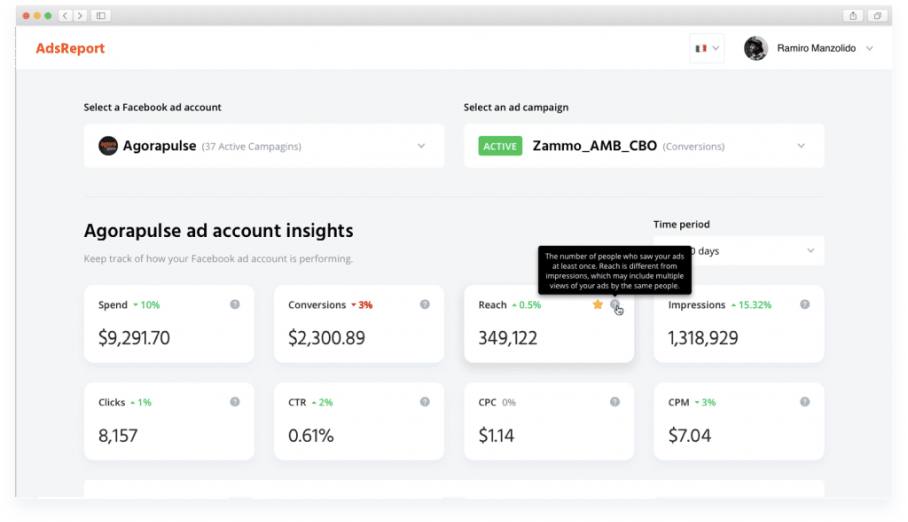 AdsReport
Ramiro Manzolido
Select a Facebook ad account
Select an ad campaign
Agorapulse (37 Active Campagins)
ACTIVE Zammo_AMB_CBO (Conversions)
Agorapulse ad account insights
Time period
Keep track of how your Facebook ad account is performing.
The number of people who saw your ads
at least once. Reach is different from
impressions, which may include multiple
views of your ads by the same people.
days
Spend 10%
Conversions 3%
Reach 0.5%
Impressions 15.32%
$9,291.70
$2,300.89
349,122
1,318,929
Clicks 1%
CTR 2%
CPC 0%
CPM 3%
8,157
0.61%
$1.14
$7.04